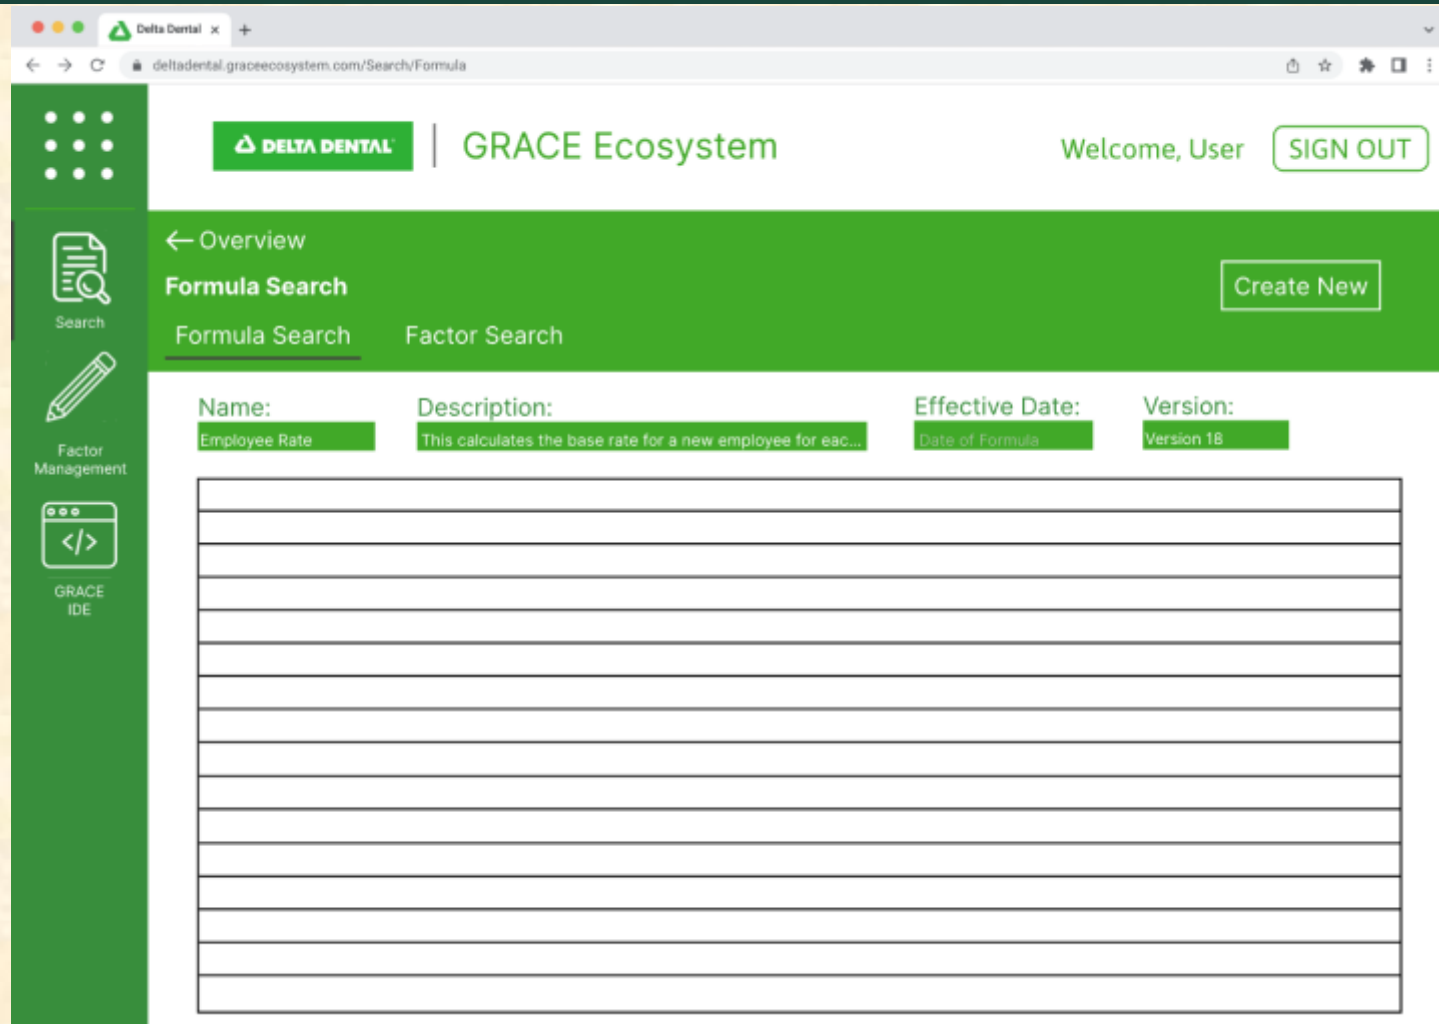 Delta Dental
deltadental.graceecosystem.com/Search/Formula
DELTA DENTAL
GRACE Ecosystem
Welcome, User
SIGN OUT
Overview
Formula Search
Create New
Formula Search
Factor Search
Search
Factor
Management
GRACE
IDE
Name:
Description:
Effective Date:
Version:
Employee Rate
This calculates the base rate for a new employee for eac...
Date of Formula
Version 18